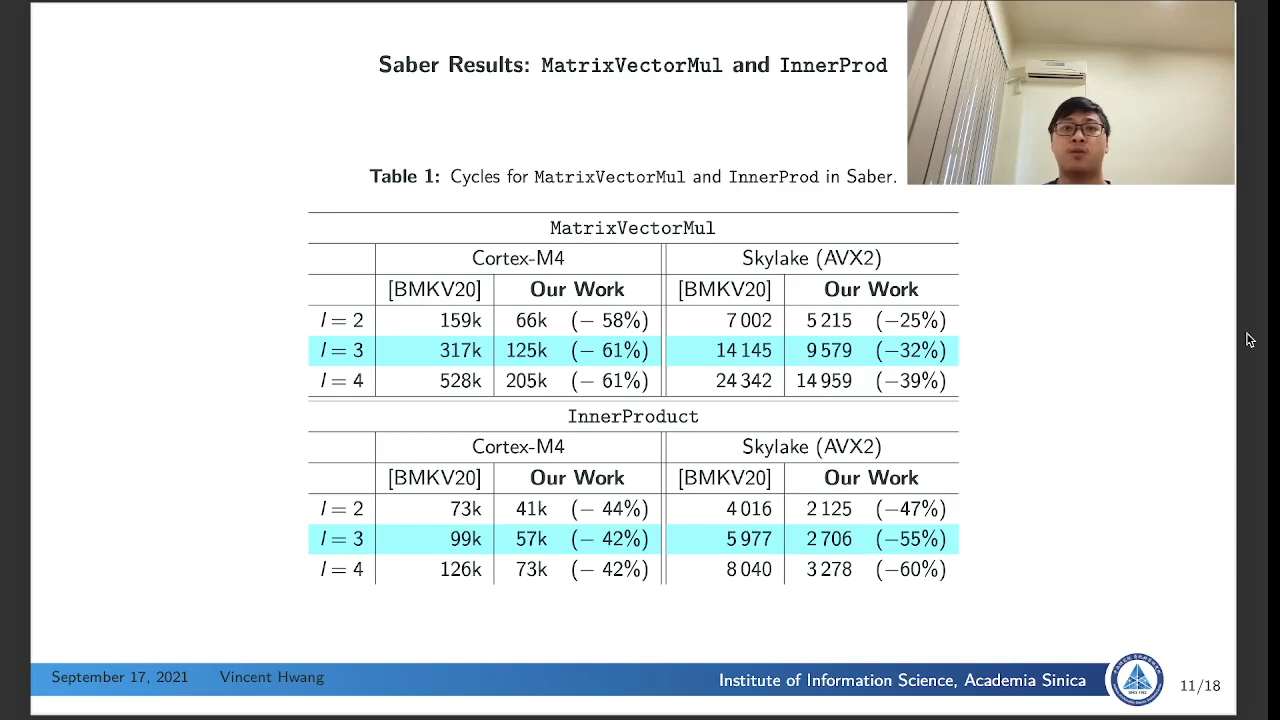 Saber Results: MatrixVectorMul and InnerProd
Table 1: Cycles for MatrixVectorMul and InnerProd in Saber.
MatrixVectorMul
Cortex-M4 Skylake (AVX2)
[BMKV20] Our Work [BMKV20] Our Work
l = 2 159k 66k (− 58%) 7 002 5 215 (−25%)
l = 3 317k 125k (− 61%) 14 145 9 579 (−32%)
l = 4 528k 205k (− 61%) 24 342 14 959 (−39%)
InnerProduct
Cortex-M4 Skylake (AVX2)
[BMKV20] Our Work [BMKV20] Our Work
l = 2 73k 41k (− 44%) 4 016 2 125 (−47%)
l = 3 99k 57k (− 42%) 5 977 2 706 (−55%)
l = 4 126k 73k (− 42%) 8 040 3 278 (−60%)
September 17, 2021 Vincent Hwang Institute of Information Science, Academia Sinica 11/18